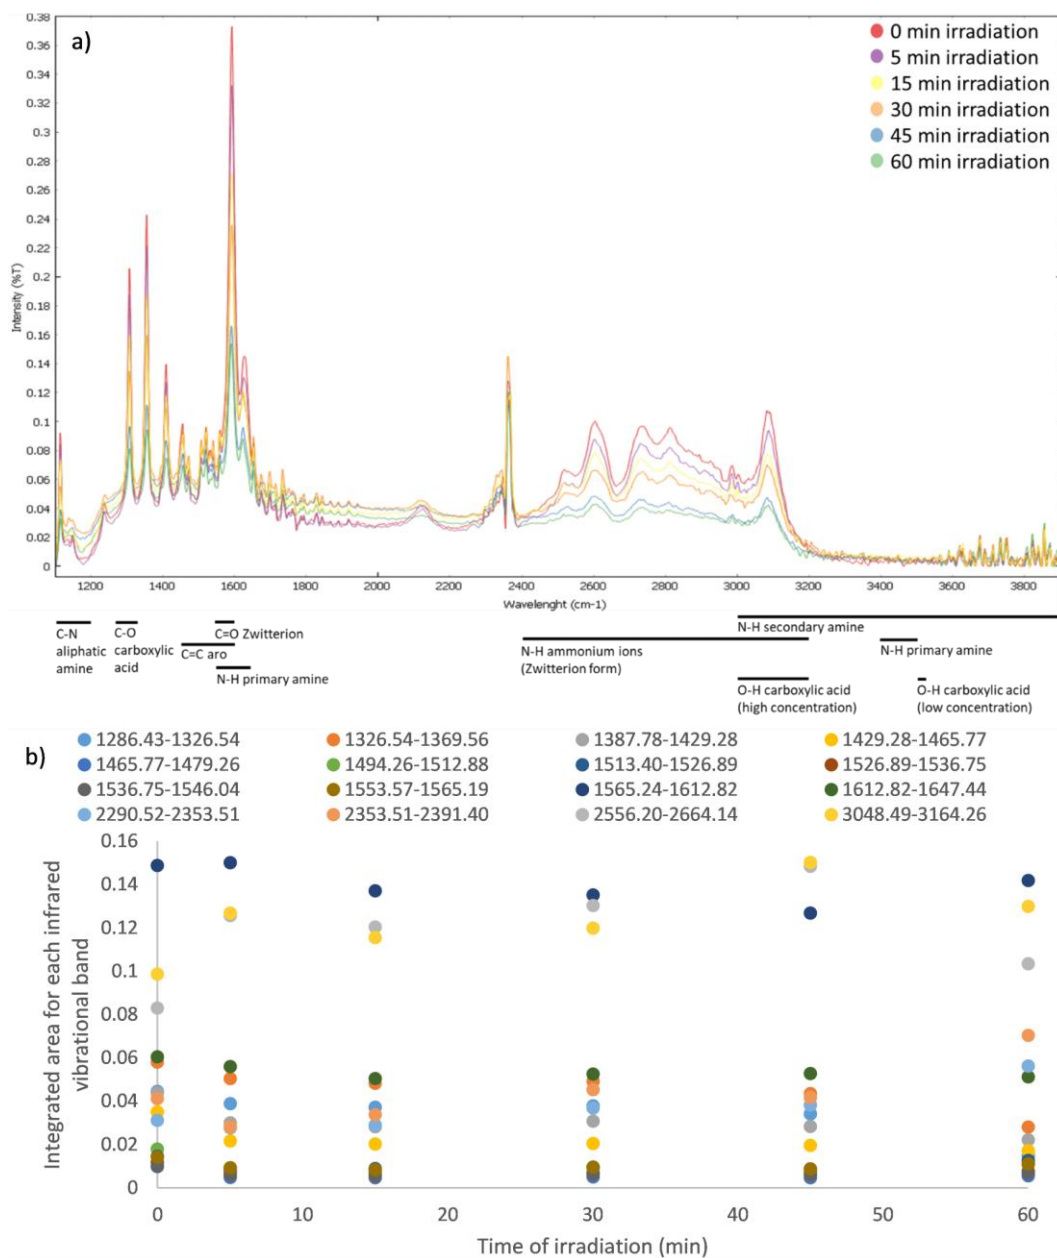 a)
0 min irradiation
5 min irradiation
15 min irradiation
30 min irradiation
45 min irradiation
60 min irradiation
0.38
0.36
0.34
0.32
0.3
0.28
0.26
0.24
0.22
0.2
0.18
0.16
0.14
0.12
0.1
0.08
0.06
0.04
0.02
0
Intensity (%T)
1200 1400 1600 1800 2000 2200 2400 2600 2800 3000 3200 3400 3600 3800
Wavelenght (cm-1)
C-N
aliphatic
amine
C-O
carboxylic
acid
C=O Zwitterion
C=C aro
N-H primary amine
N-H ammonium ions
(Zwitterion form)
N-H secondary amine
N-H primary amine
O-H carboxylic acid
(high concentration)
O-H carboxylic acid
(low concentration)
b)
1286.43-1326.54 1326.54-1369.56 1387.78-1429.28 1429.28-1465.77
1465.77-1479.26 1494.26-1512.88 1513.40-1526.89 1526.89-1536.75
1536.75-1546.04 1553.57-1565.19 1565.24-1612.82 1612.82-1647.44
2290.52-2353.51 2353.51-2391.40 2556.20-2664.14 3048.49-3164.26
Integrated area for each infrared
vibrational band
0.16
0.14
0.12
0.1
0.08
0.06
0.04
0.02
0
0 10 20 30 40 50 60
Time of irradiation (min)